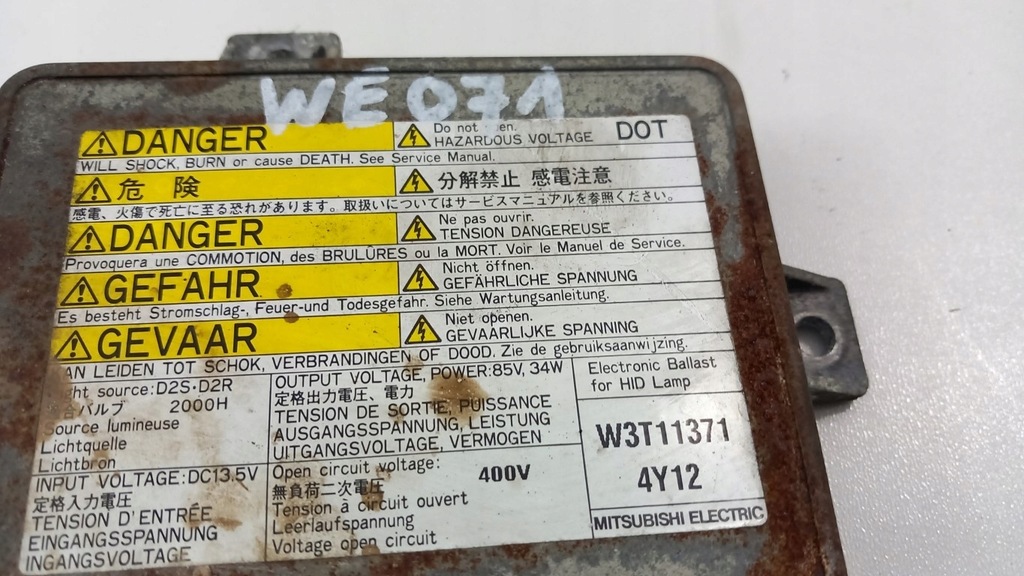 WE071
DANGER
Do not
HAZARDOUS VOLTAGE
DOT
WILL SHOCK, BURN or cause DEATH. See Service Manual.
危 険
分解禁止 感電注意
感電、火傷で死亡に至る恐れがあります。取扱いについてはサービスマニュアルを参照ください。
DANGER
Ne pas ouvrir.
TENSION DANGEREUSE
Provoquera une COMMOTION, des BRULÛRES ou la MORT. Voir le Manuel de Service.
GEFAHR
Nicht öffnen.
GEFÄHRLICHE SPANNUNG
Es besteht Stromschlag-, Feuer-und Todesgefahr. Siehe Wartungsanleitung.
GEVAAR
Niet openen.
GEVAARLIJKE SPANNING
AN LEIDEN TOT SCHOK, VERBRANDINGEN OF DOOD. Zie de gebruiksaanwijzing.
ht source:D2S·D2R
バルブ 2000H
Source lumineuse
Lichtquelle
Lichtbron
INPUT VOLTAGE:DC13.5V
定格入力電圧
TENSION D'ENTRÉE
EINGANGSSPANNUNG
INGANGSVOLTAGE
OUTPUT VOLTAGE, POWER:85V, 34W
定格出力電圧、電力
TENSION DE SORTIE, PUISSANCE
AUSGANGSSPANNUNG, LEISTUNG
UITGANGSVOLTAGE, VERMOGEN
Open circuit voltage:
400V
無負荷二次電圧
Tension à circuit ouvert
Leerlaufspannung
Voltage open circuit
Electronic Ballast
for HID Lamp
W3T11371
4Y12
MITSUBISHI ELECTRIC